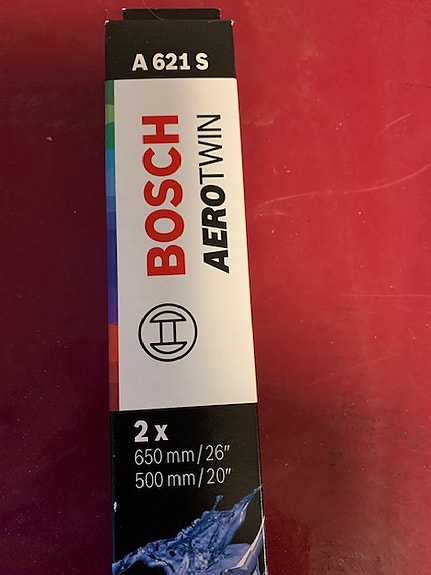 A 621 S
BOSCH
AEROTWIN
2 x
650 mm/26"
500 mm/20"